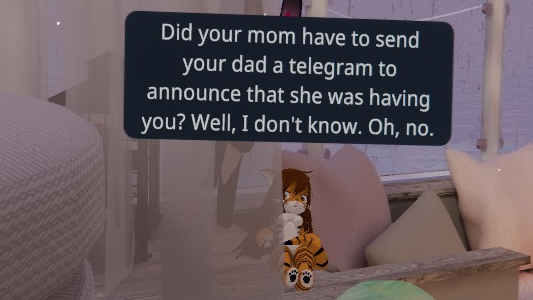 Did your mom have to send
your dad a telegram to
announce that she was having
you? Well, I don't know. Oh, no.